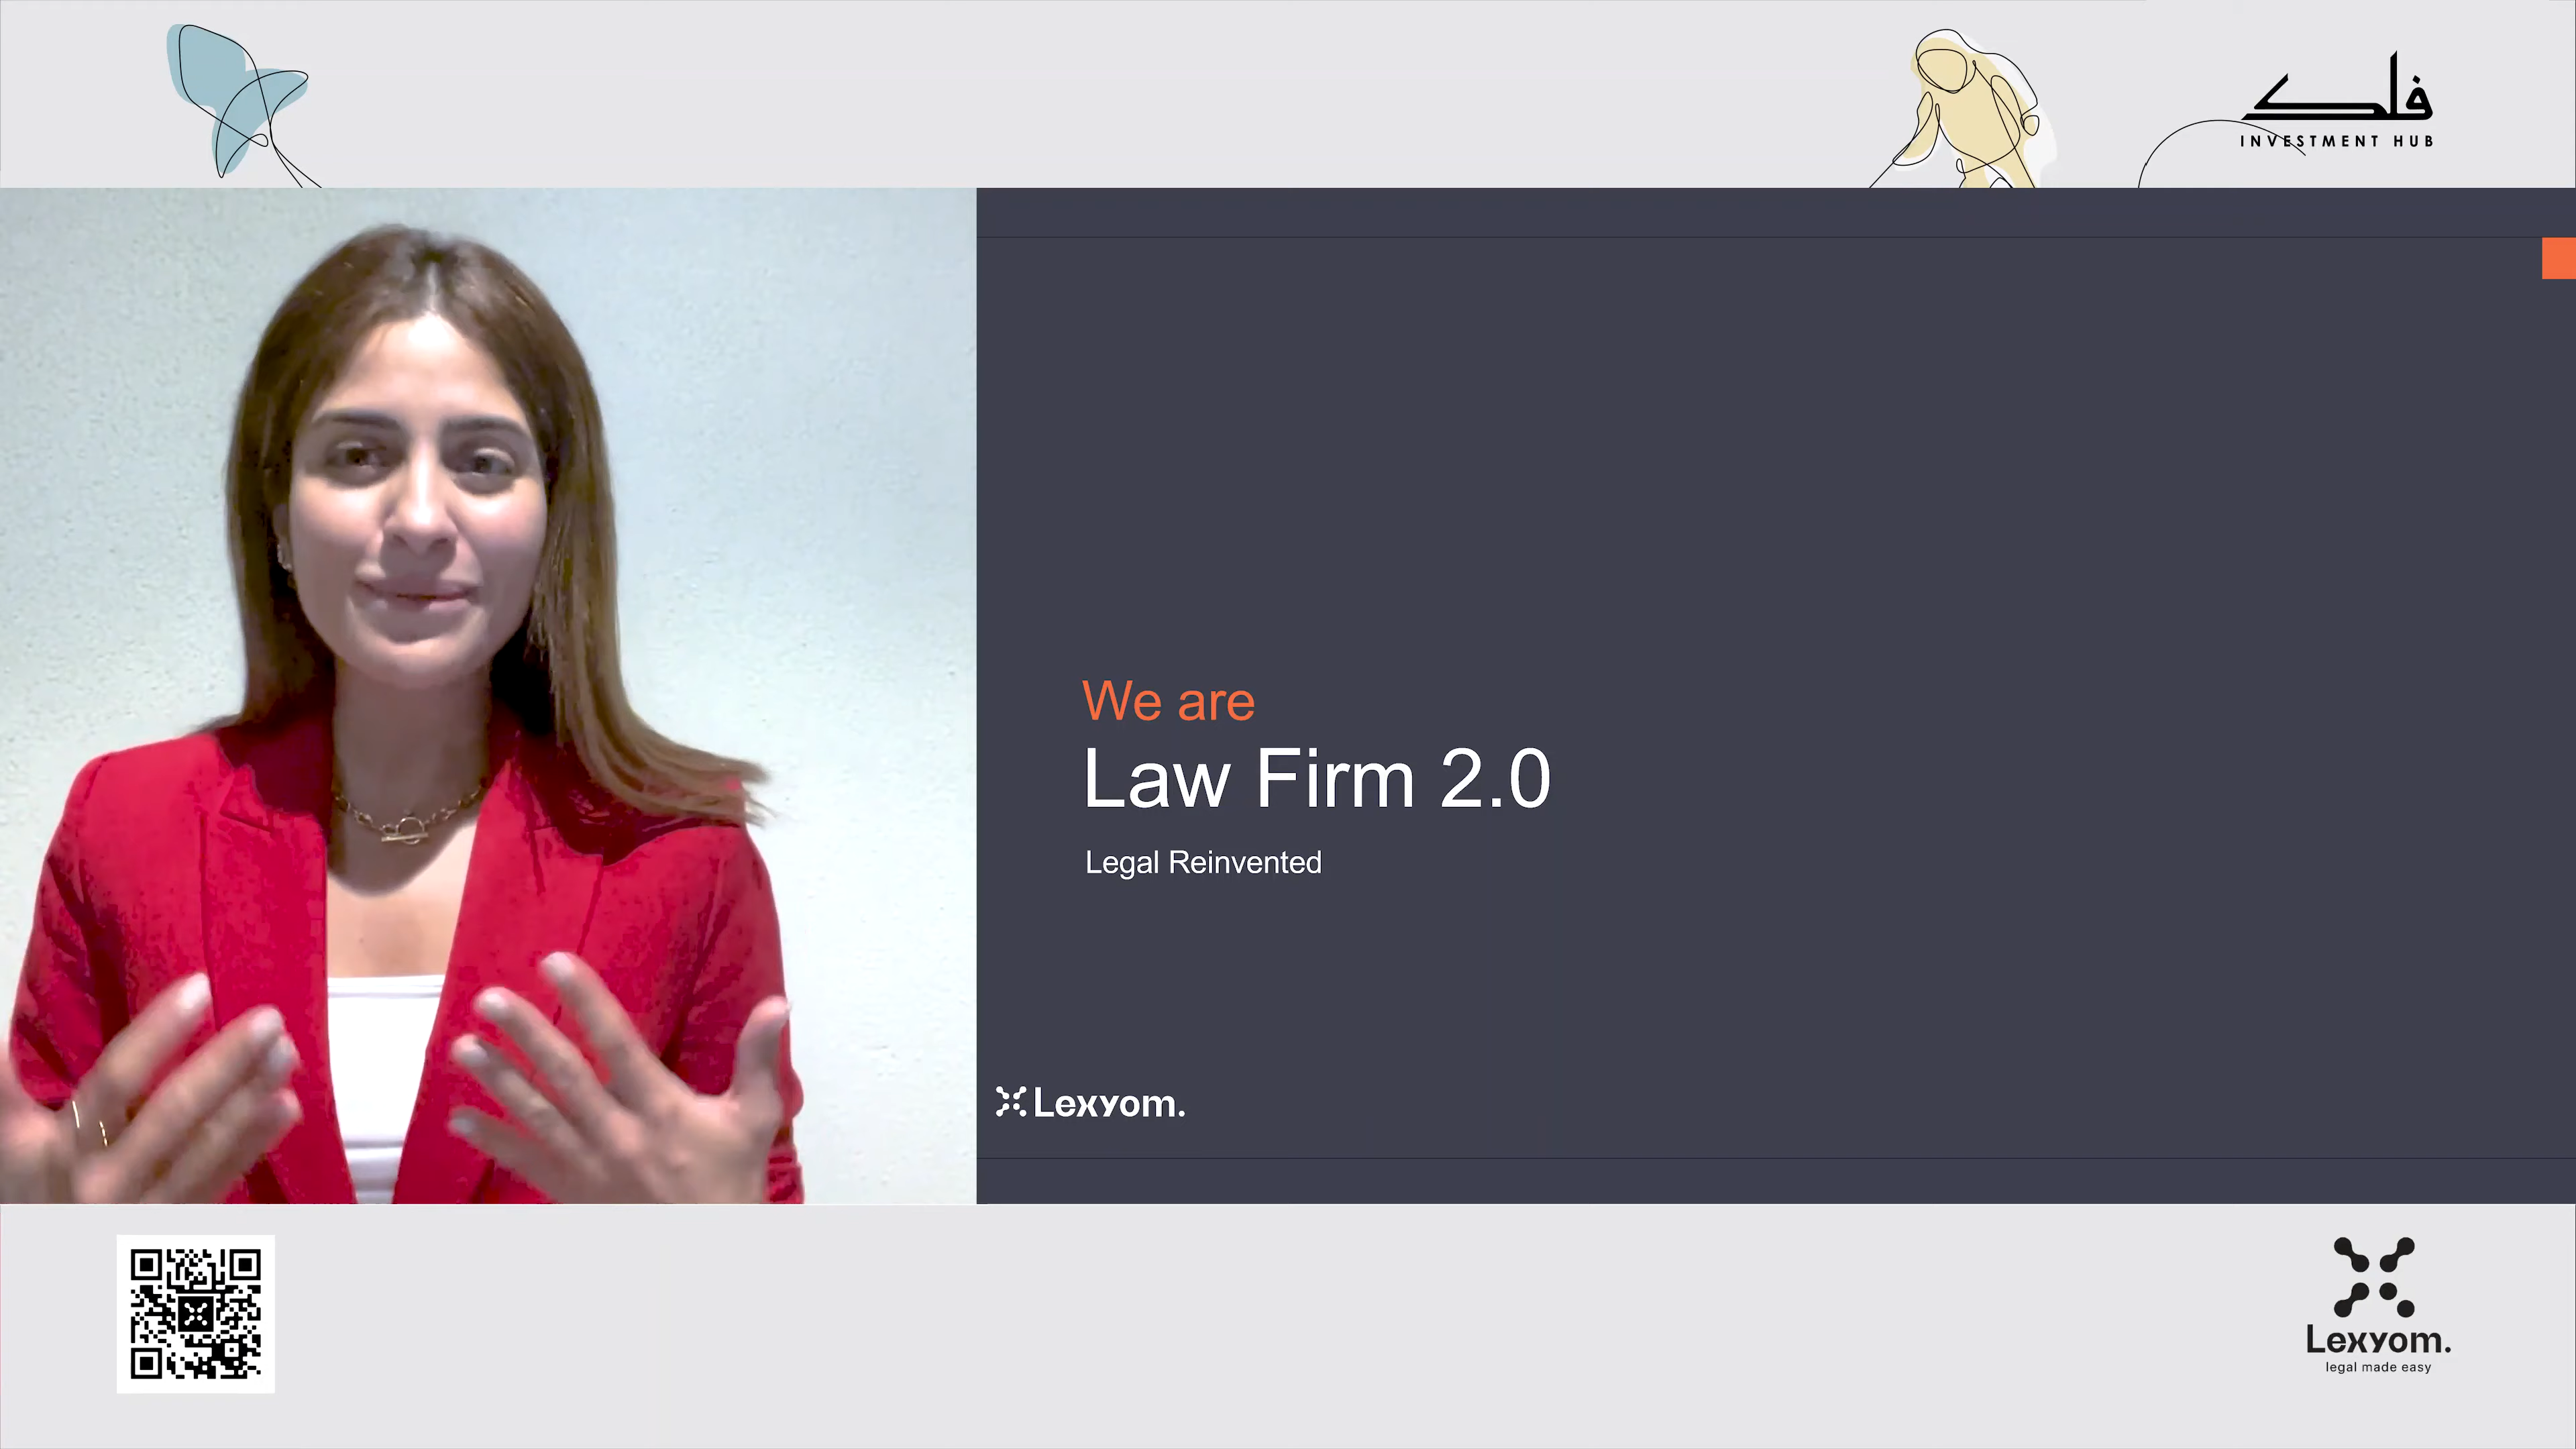 فلك
INVESTMENT HUB
We are
Law Firm 2.0
Legal Reinvented
Lexyom.
Lexyom.
legal made easy